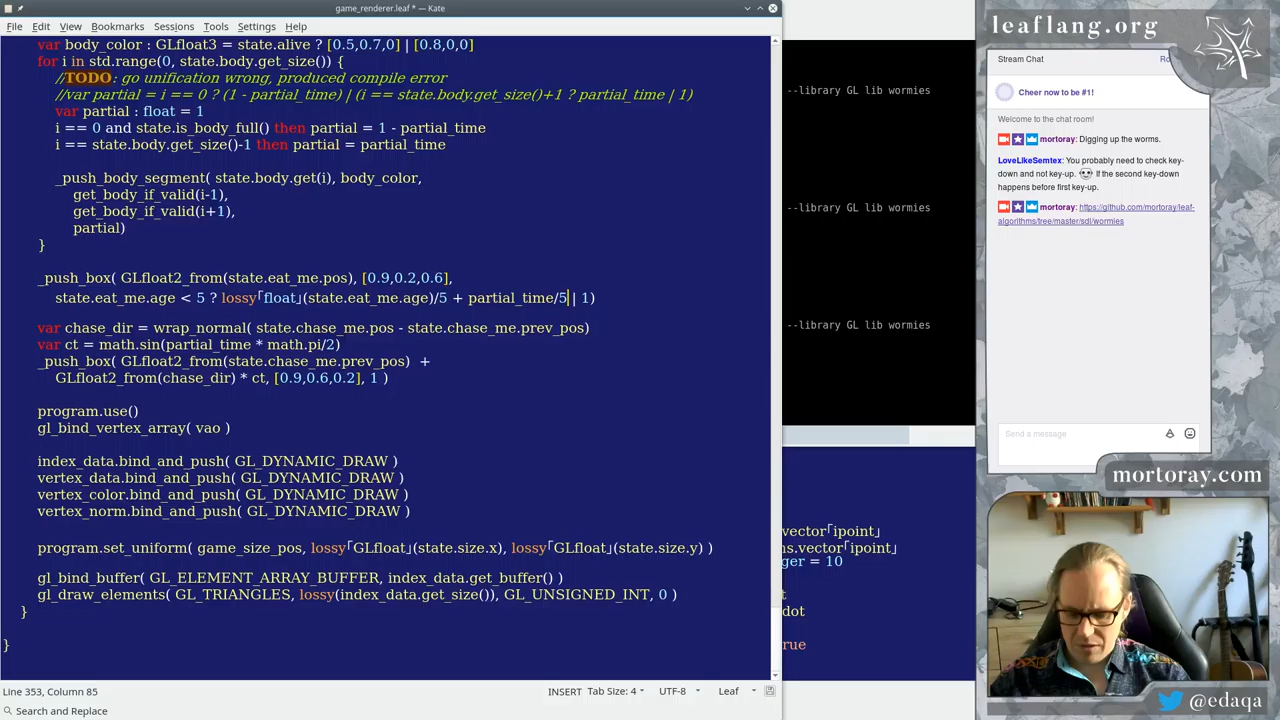 game_renderer.leaf * — Kate
File Edit View Bookmarks Sessions Tools Settings Help
var body_color : GLfloat3 = state.alive ? [0.5,0.7,0] | [0.8,0,0]
for i in std.range(0, state.body.get_size()) {
//TODO: go unification wrong, produced compile error
//var partial = i == 0 ? (1 - partial_time) | (i == state.body.get_size()+1 ? partial_time | 1)
var partial : float = 1
i == 0 and state.is_body_full() then partial = 1 - partial_time
i == state.body.get_size()-1 then partial = partial_time
_push_body_segment( state.body.get(i), body_color,
get_body_if_valid(i-1),
get_body_if_valid(i+1),
partial)
}
_push_box( GLfloat2_from(state.eat_me.pos), [0.9,0.2,0.6],
state.eat_me.age < 5 ? lossy「float」(state.eat_me.age)/5 + partial_time/5 | 1)
var chase_dir = wrap_normal( state.chase_me.pos - state.chase_me.prev_pos)
var ct = math.sin(partial_time * math.pi/2)
_push_box( GLfloat2_from(state.chase_me.prev_pos) +
GLfloat2_from(chase_dir) * ct, [0.9,0.6,0.2], 1 )
program.use()
gl_bind_vertex_array( vao )
index_data.bind_and_push( GL_DYNAMIC_DRAW )
vertex_data.bind_and_push( GL_DYNAMIC_DRAW )
vertex_color.bind_and_push( GL_DYNAMIC_DRAW )
vertex_norm.bind_and_push( GL_DYNAMIC_DRAW )
program.set_uniform( game_size_pos, lossy「GLfloat」(state.size.x), lossy「GLfloat」(state.size.y) )
gl_bind_buffer( GL_ELEMENT_ARRAY_BUFFER, index_data.get_buffer() )
gl_draw_elements( GL_TRIANGLES, lossy(index_data.get_size()), GL_UNSIGNED_INT, 0 )
}
}
Line 353, Column 85
INSERT Tab Size: 4 UTF-8 Leaf
Search and Replace
--library GL lib wormies
--library GL lib wormies
--library GL lib wormies
vector「ipoint」
ns.vector「ipoint」
ger = 10
t
dot
rue
leaflang.org
Stream Chat Ro
Cheer now to be #1!
Welcome to the chat room!
mortoray: Digging up the worms.
LoveLIkeSemtex: You probably need to check key-
down and not key-up. If the second key-down
happens before first key-up.
mortoray: https://github.com/mortoray/leaf-
algorithms/tree/master/sdl/wormies
Send a message
mortoray.com
@edaqa